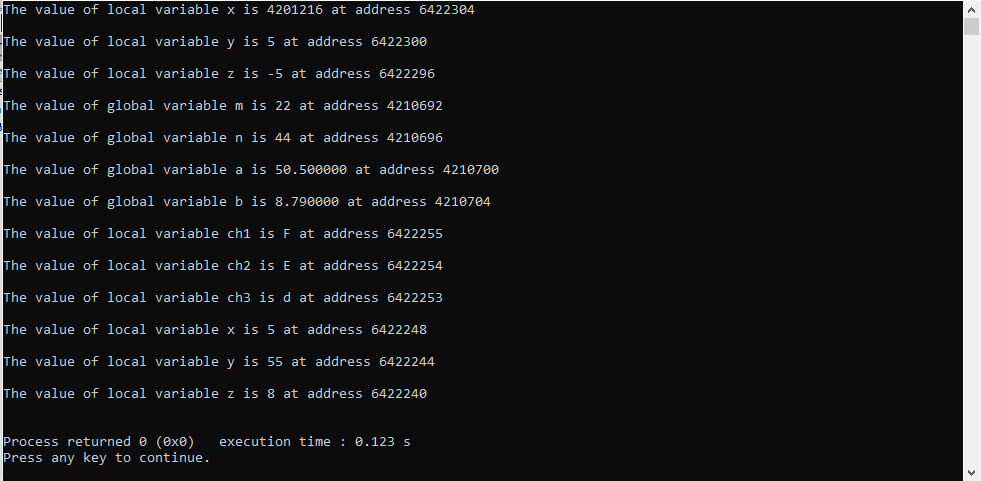 The value of local variable x is 4201216 at address 6422304
The value of local variable y is 5 at address 6422300
The value of local variable z is -5 at address 6422296
The value of global variable m is 22 at address 4210692
The value of global variable n is 44 at address 4210696
The value of global variable a is 50.500000 at address 4210700
The value of global variable b is 8.790000 at address 4210704
The value of local variable ch1 is F at address 6422255
The value of local variable ch2 is E at address 6422254
The value of local variable ch3 is d at address 6422253
The value of local variable x is 5 at address 6422248
The value of local variable y is 55 at address 6422244
The value of local variable z is 8 at address 6422240
Process returned 0 (0x0)   execution time : 0.123 s
Press any key to continue.